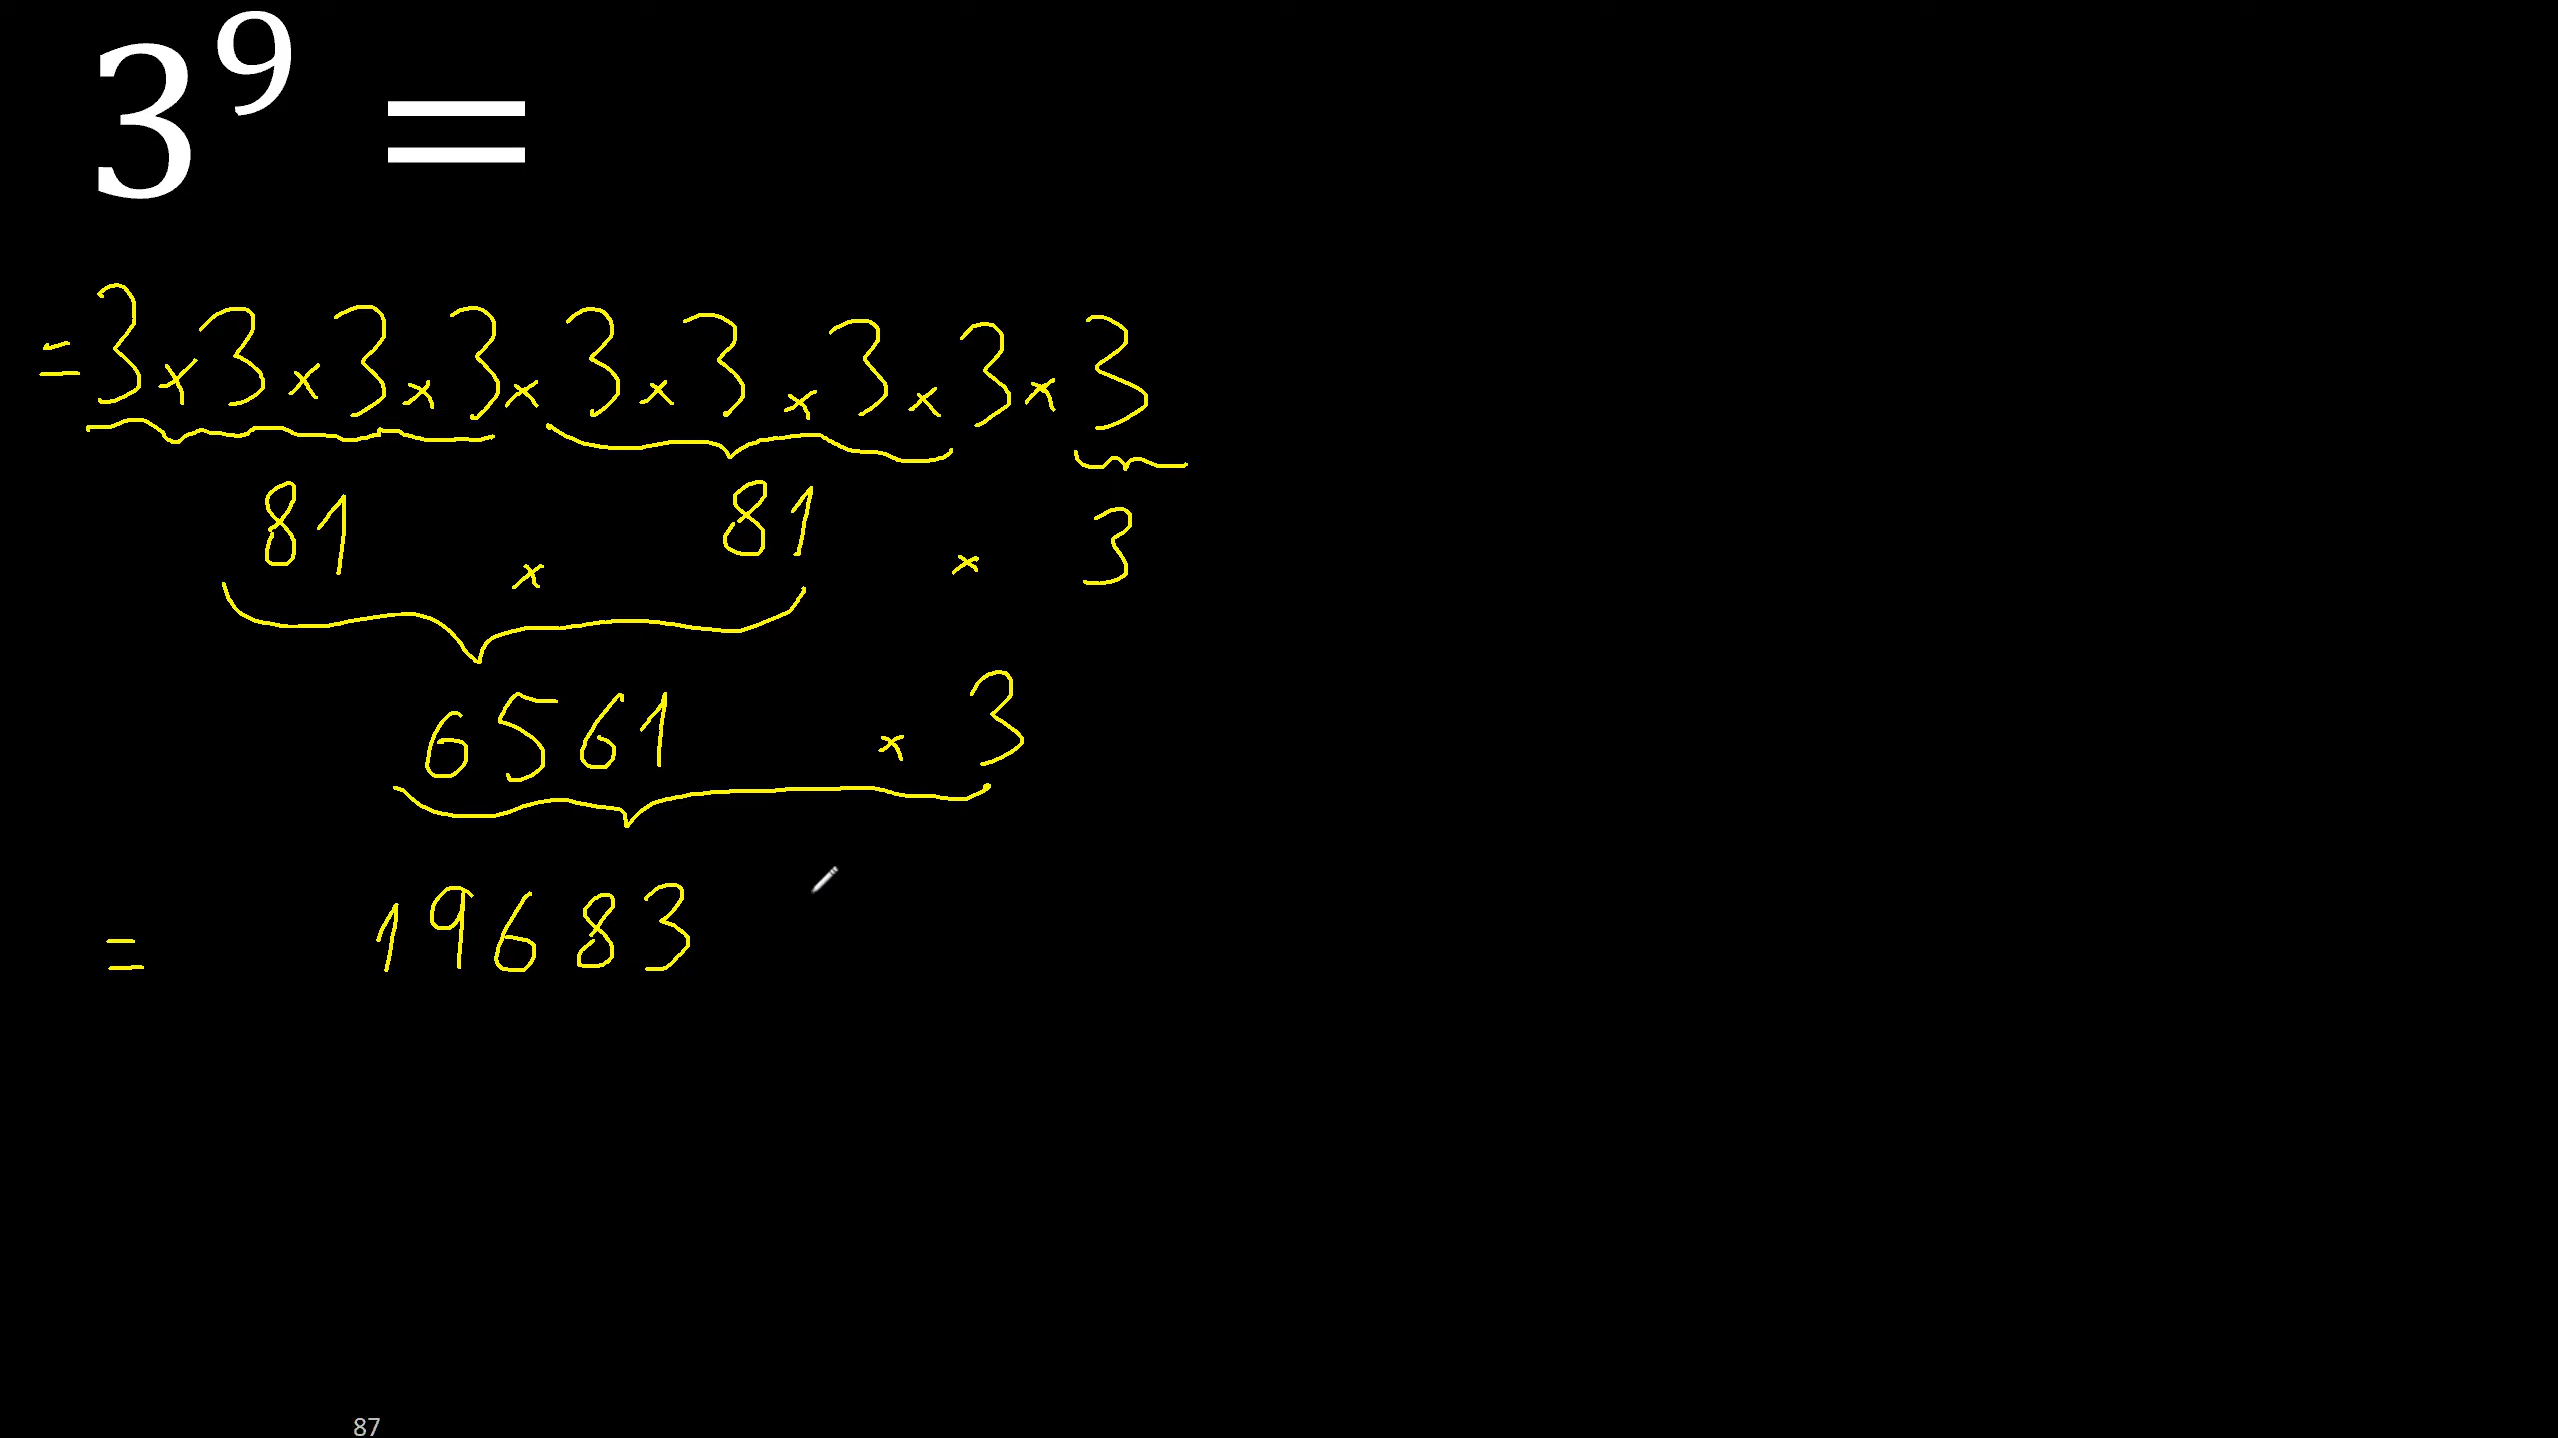 3⁹ =
= 3 × 3 × 3 × 3 × 3 × 3 × 3 × 3 × 3
81 × 81 × 3
6561 × 3
= 19683
87